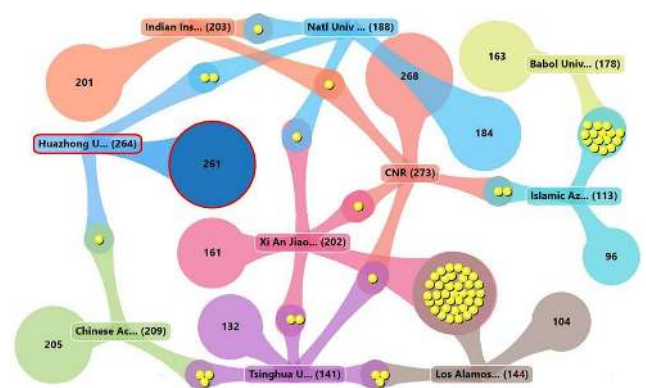 Indian Ins... (203)
Natl Univ ... (188)
163
Babol Univ... (178)
201
268
184
Huazhong U... (264)
261
CNR (273)
Islamic Az... (113)
Xi An Jiao... (202)
161
96
132
104
Chinese Ac... (209)
205
Tsinghua U... (141)
Los Alamos... (144)